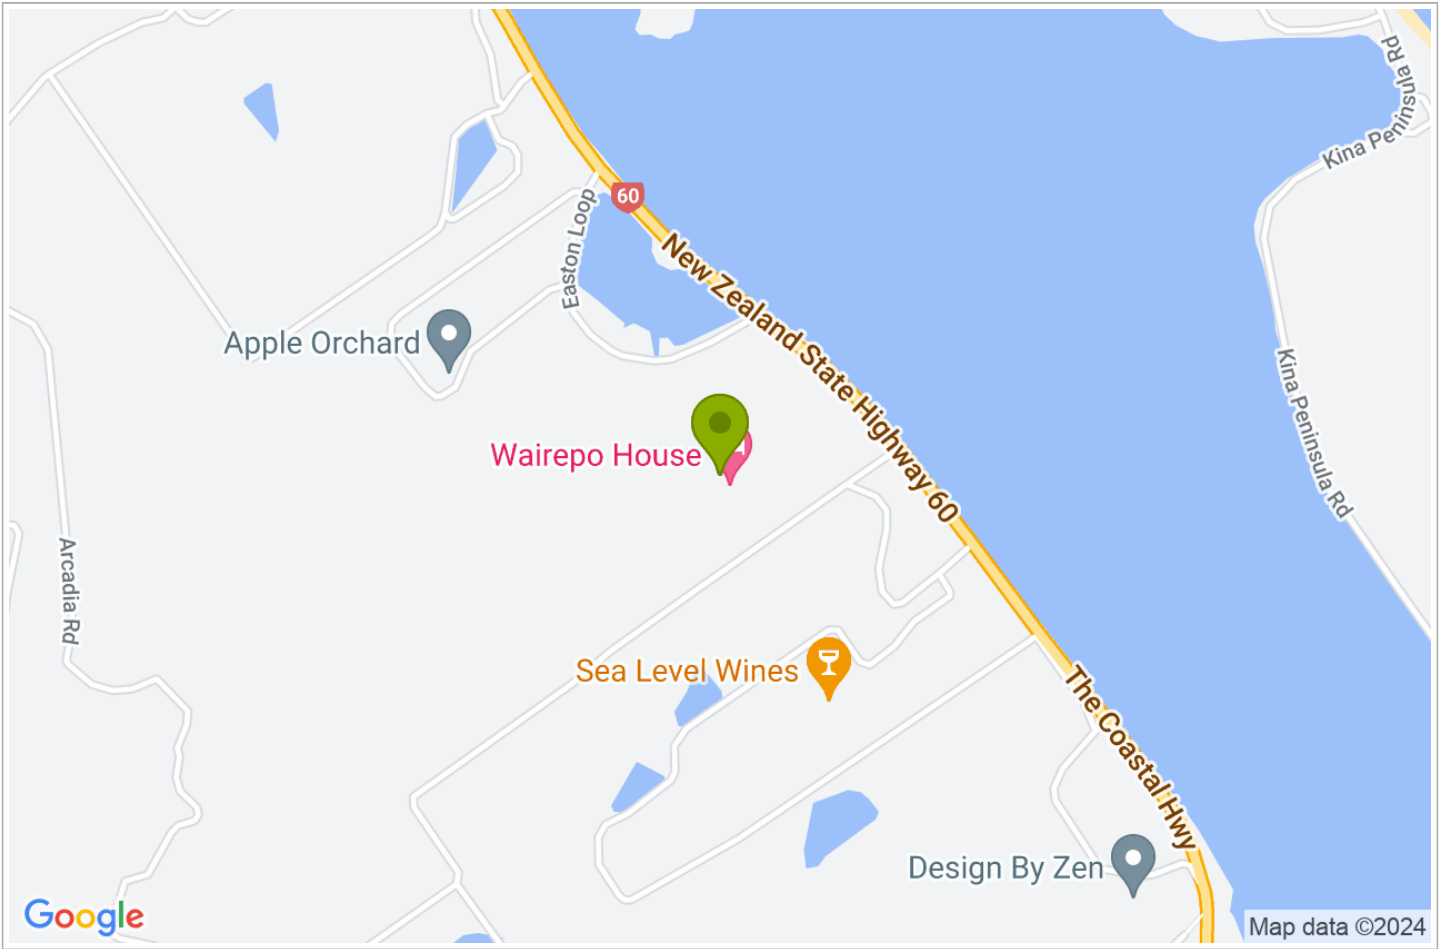 Kina Peninsula Rd
60
Easton Loop
New Zealand State Highway 60
Apple Orchard
Kina Peninsula Rd
Wairepo House
Arcadia Rd
Sea Level Wines
The Coastal Hwy
Design By Zen
Google
Map data ©2024